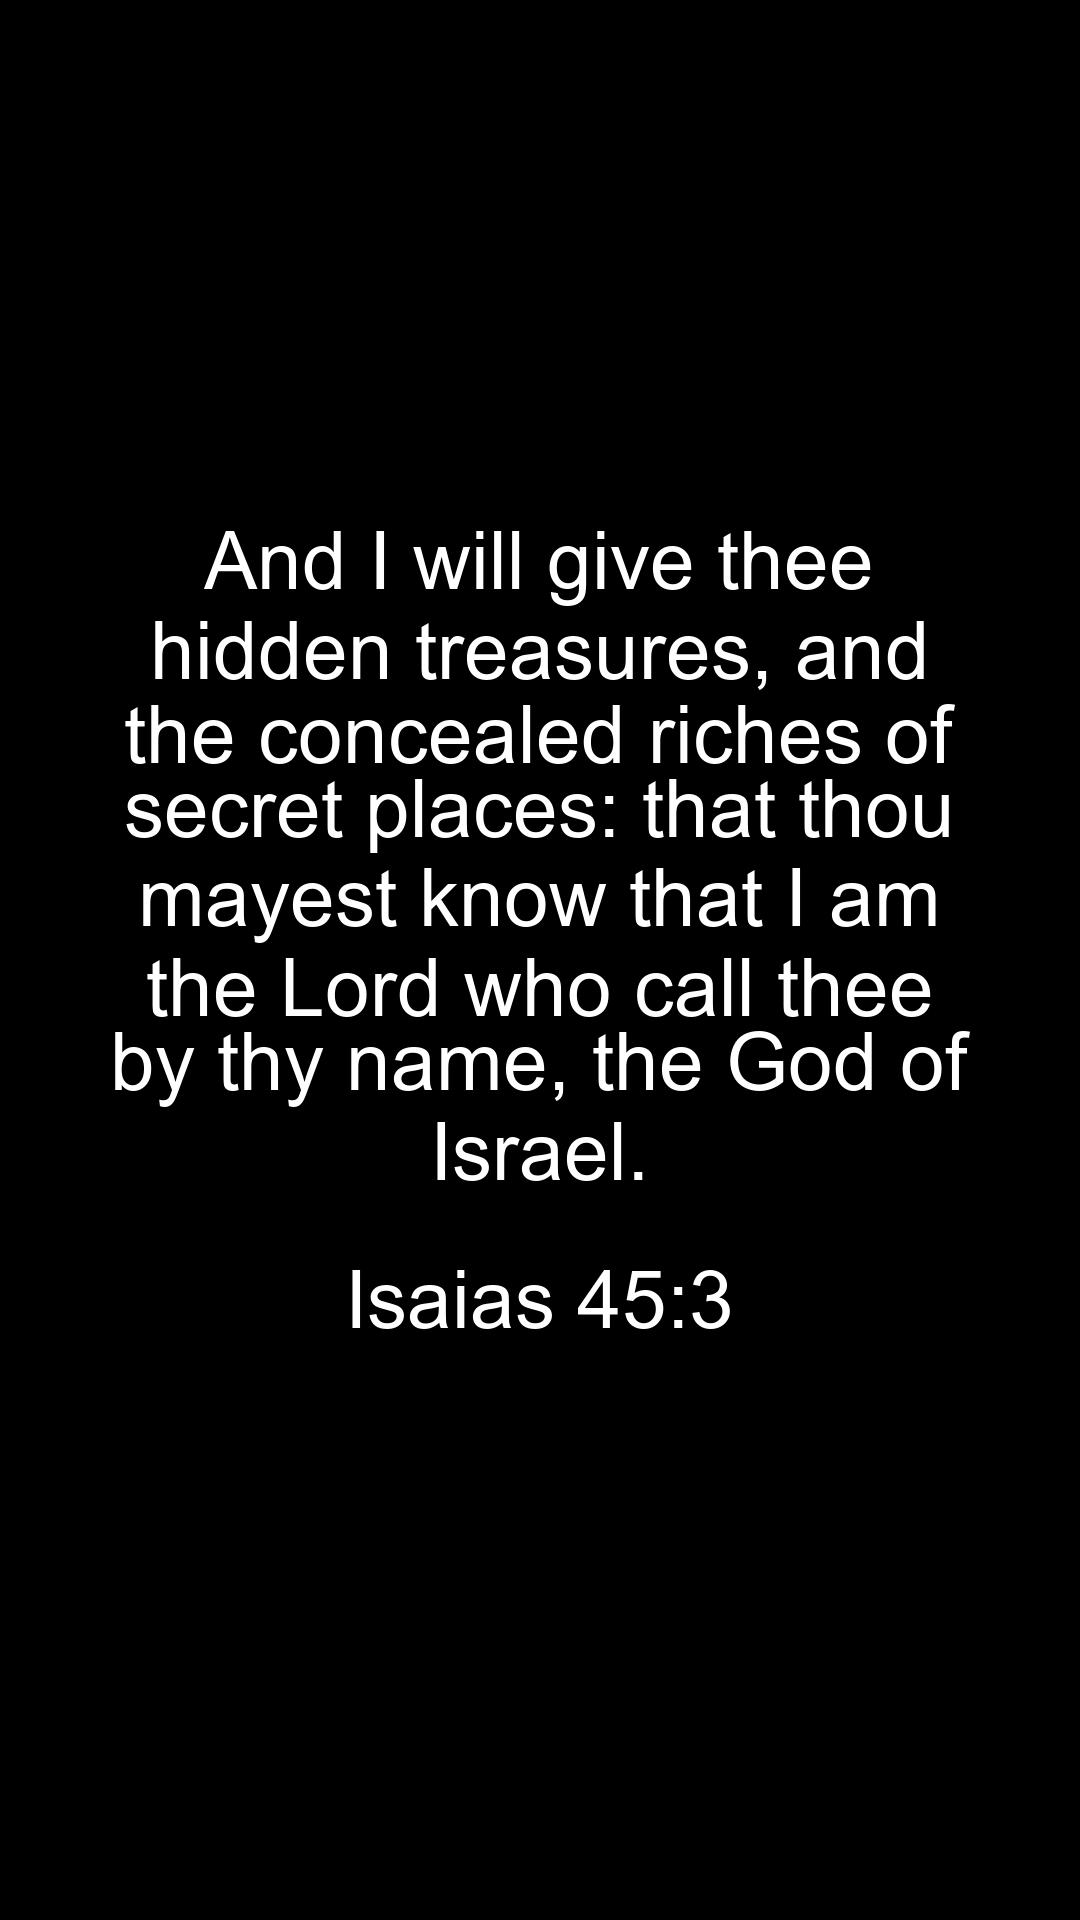 And I will give thee
hidden treasures, and
the concealed riches of
secret places: that thou
mayest know that I am
the Lord who call thee
by thy name, the God of
Israel.
Isaias 45:3